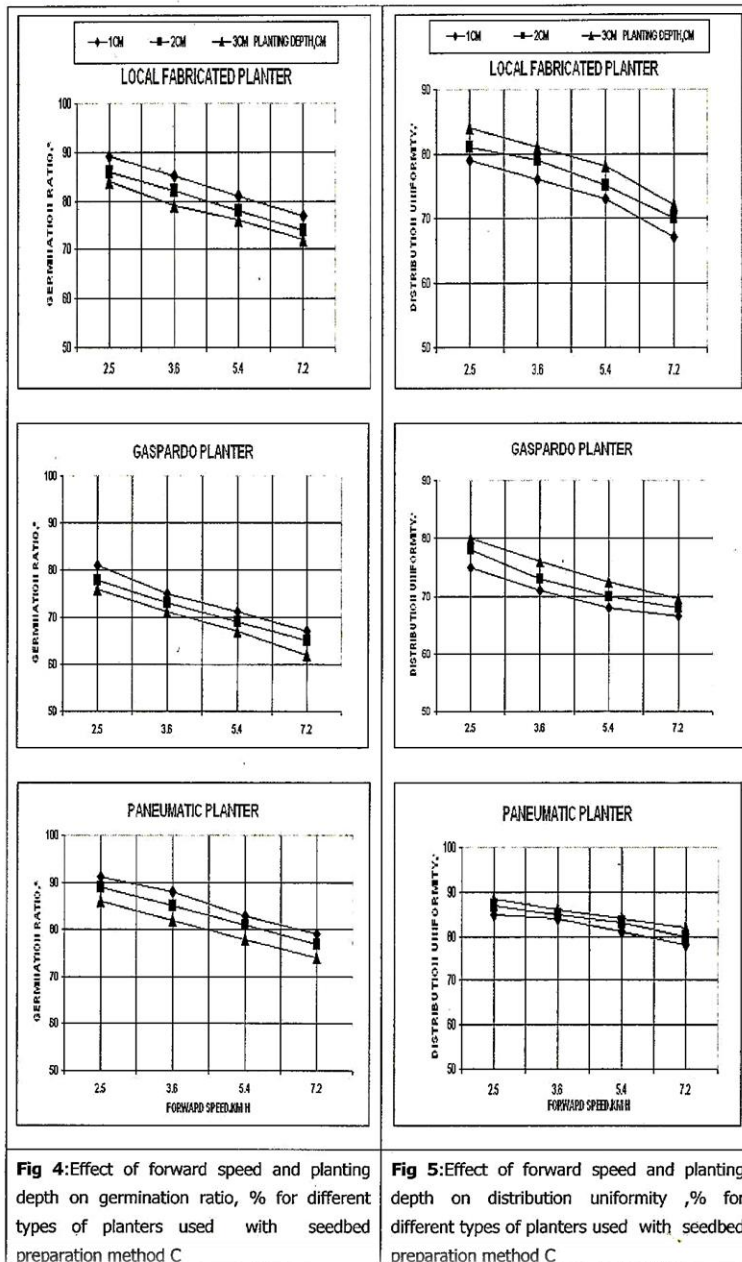 1CM 2CM 3CM PLANTING DEPTH,CM
LOCAL FABRICATED PLANTER
GERMINATION RATIO,
100
90
80
70
60
50
2.5 3.6 5.4 7.2
GASPARDO PLANTER
GERMINATION RATIO,
100
90
80
70
60
50
2.5 3.6 5.4 7.2
PANEUMATIC PLANTER
GERMINATION RATIO,
100
90
80
70
60
50
2.5 3.6 5.4 7.2
FORWARD SPEED,KM\H
Fig 4:Effect of forward speed and planting
depth on germination ratio, % for different
types of planters used with seedbed
preparation method C
1CM 2CM 3CM PLANTING DEPTH,CM
LOCAL FABRICATED PLANTER
DISTRIBUTION UNIFORMITY,
90
80
70
60
50
2.5 3.6 5.4 7.2
GASPARDO PLANTER
DISTRIBUTION UNIFORMITY,
90
80
70
60
50
2.5 3.6 5.4 7.2
PANEUMATIC PLANTER
DISTRIBUTION UNIFORMITY,
100
90
80
70
60
50
2.5 3.6 5.4 7.2
FORWARD SPEED,KM\H
Fig 5:Effect of forward speed and planting
depth on distribution uniformity ,% for
different types of planters used with seedbed
preparation method C